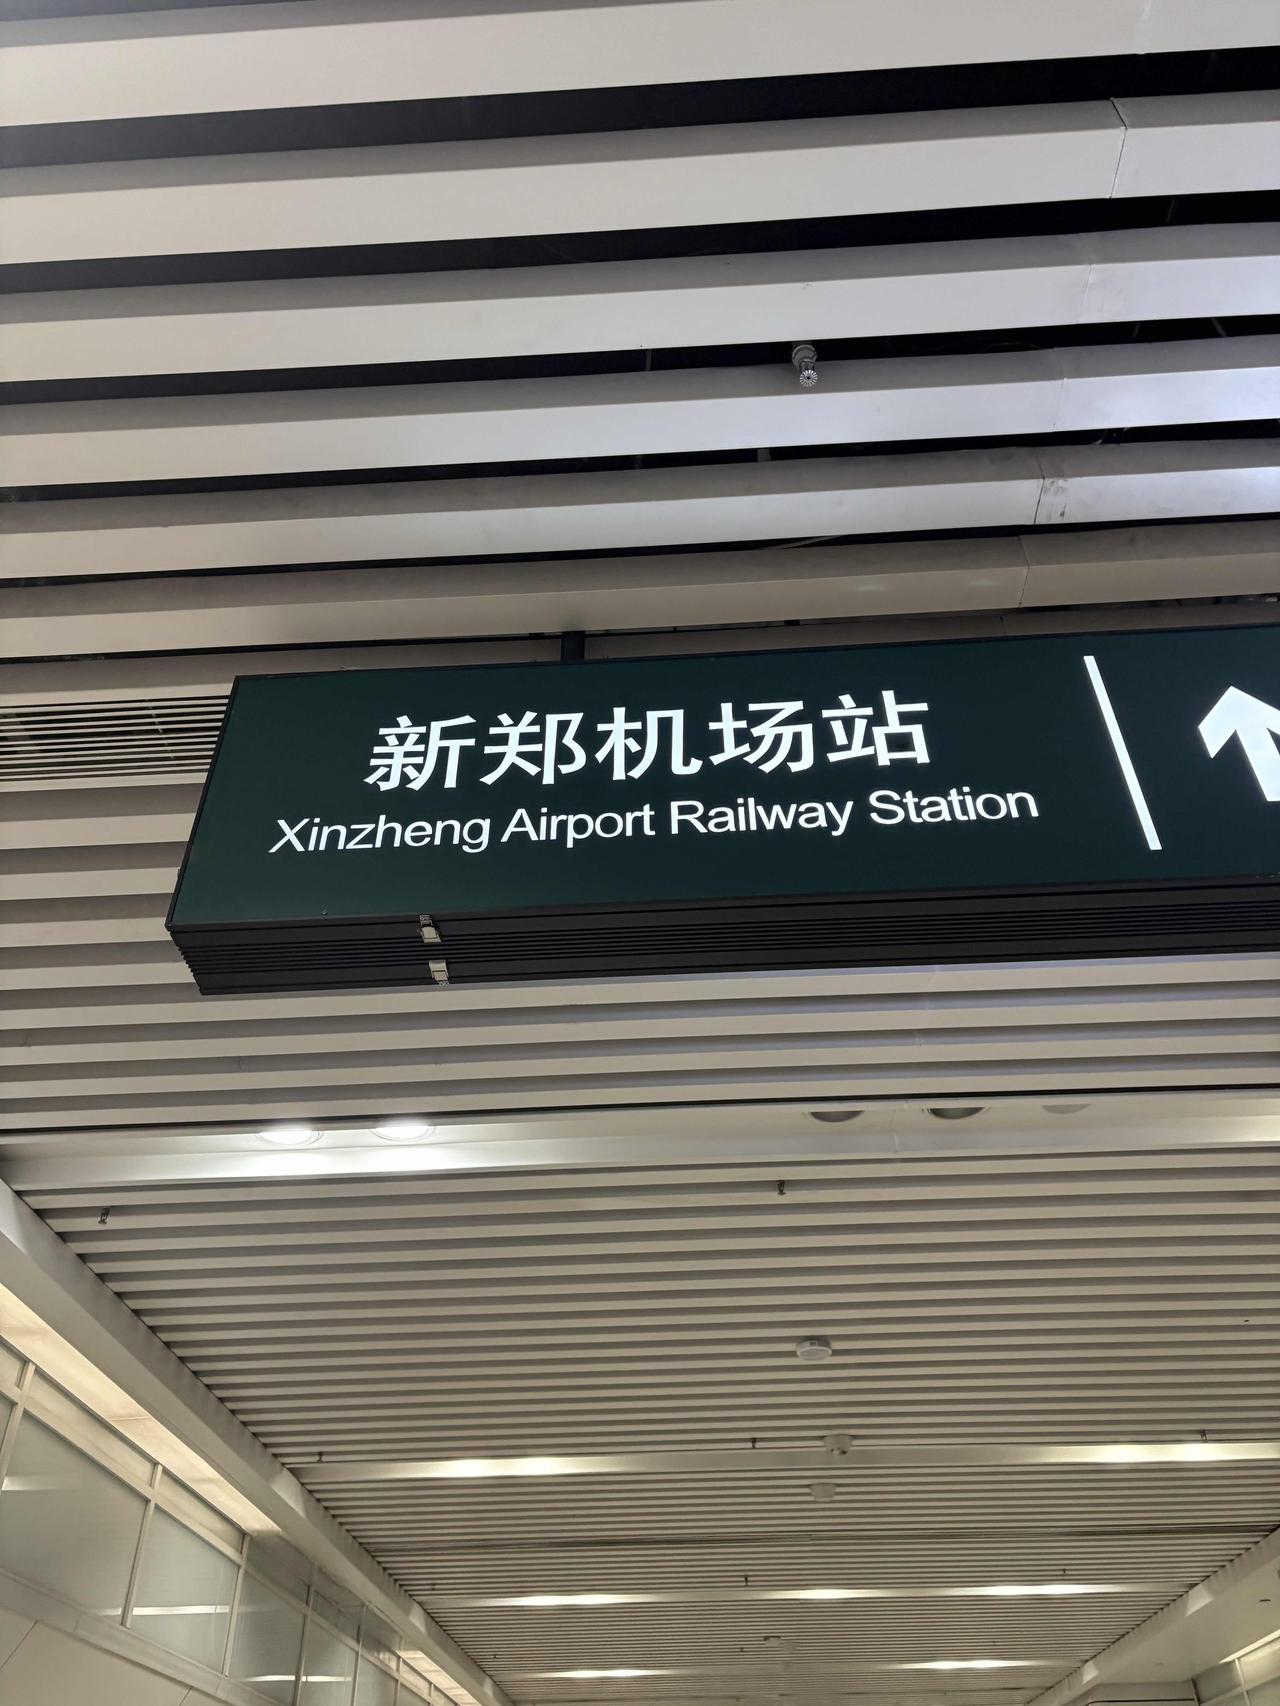 新郑机场站
Xinzheng Airport Railway Station